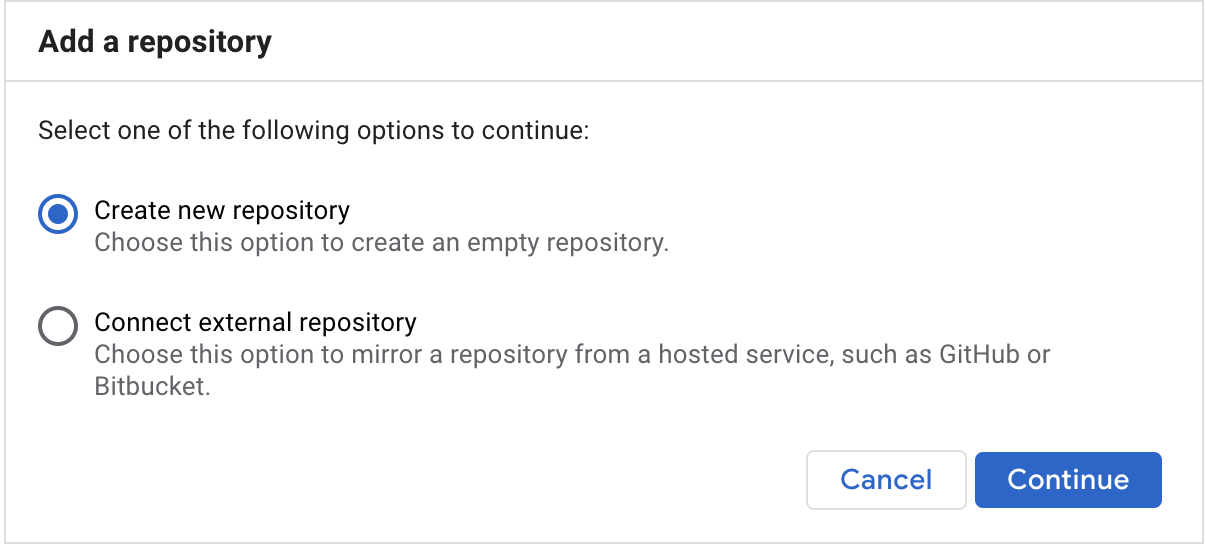 Add a repository
Select one of the following options to continue:
Create new repository
Choose this option to create an empty repository.
Connect external repository
Choose this option to mirror a repository from a hosted service, such as GitHub or
Bitbucket.
Cancel Continue